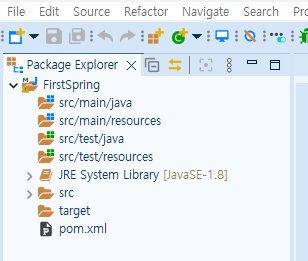 File Edit Source Refactor Navigate Search Pro
Package Explorer
FirstSpring
src/main/java
src/main/resources
src/test/java
src/test/resources
JRE System Library [JavaSE-1.8]
src
target
pom.xml